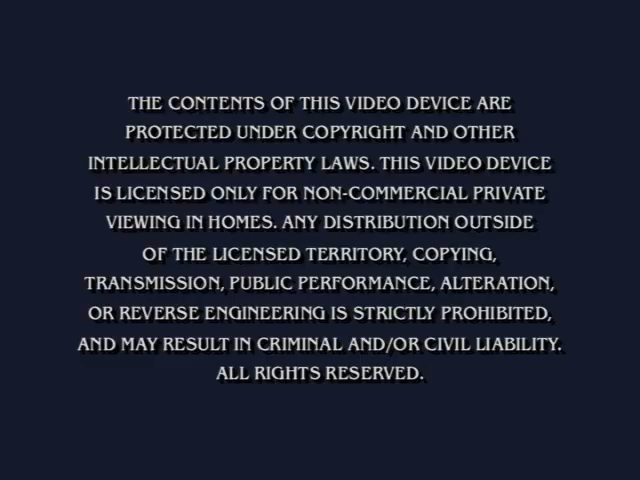 THE CONTENTS OF THIS VIDEO DEVICE ARE
PROTECTED UNDER COPYRIGHT AND OTHER
INTELLECTUAL PROPERTY LAWS. THIS VIDEO DEVICE
IS LICENSED ONLY FOR NON-COMMERCIAL PRIVATE
VIEWING IN HOMES. ANY DISTRIBUTION OUTSIDE
OF THE LICENSED TERRITORY, COPYING,
TRANSMISSION, PUBLIC PERFORMANCE, ALTERATION,
OR REVERSE ENGINEERING IS STRICTLY PROHIBITED,
AND MAY RESULT IN CRIMINAL AND/OR CIVIL LIABILITY.
ALL RIGHTS RESERVED.